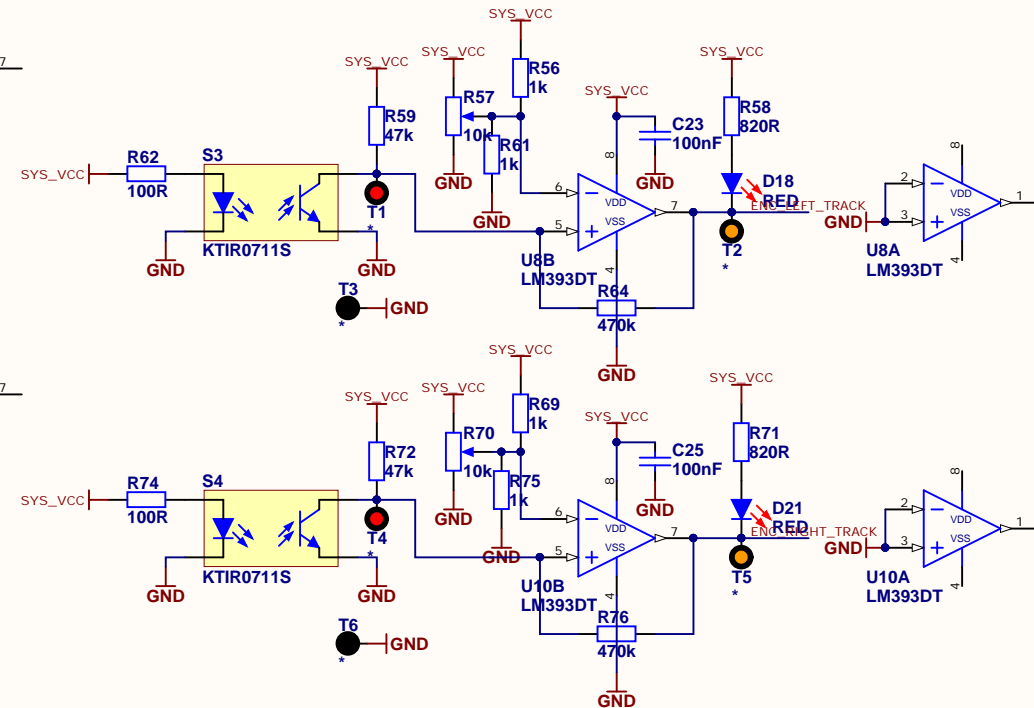 SYS_VCC
SYS_VCC
SYS_VCC
SYS_VCC
R56
1k
SYS_VCC
R57
10k
R59
47k
R58
820R
C23
100nF
R61
1k
7
R62
S3
SYS_VCC
100R
8
8
GND
GND
D18
RED
6
VDD
7
ENC_LEFT_TRACK
2
VDD
1
T1
*
GND
5
VSS
GND
3
VSS
KTIR0711S
GND
GND
U8B
LM393DT
4
T2
*
U8A
LM393DT
4
T3
*
GND
R64
470k
GND
SYS_VCC
SYS_VCC
SYS_VCC
7
SYS_VCC
R69
1k
SYS_VCC
R70
10k
R72
47k
R71
820R
C25
100nF
R75
1k
R74
S4
SYS_VCC
100R
8
8
GND
GND
D21
RED
6
VDD
7
ENC_RIGHT_TRACK
2
VDD
1
T4
*
GND
5
VSS
GND
3
VSS
KTIR0711S
GND
GND
U10B
LM393DT
4
T5
*
U10A
LM393DT
4
T6
*
GND
R76
470k
GND